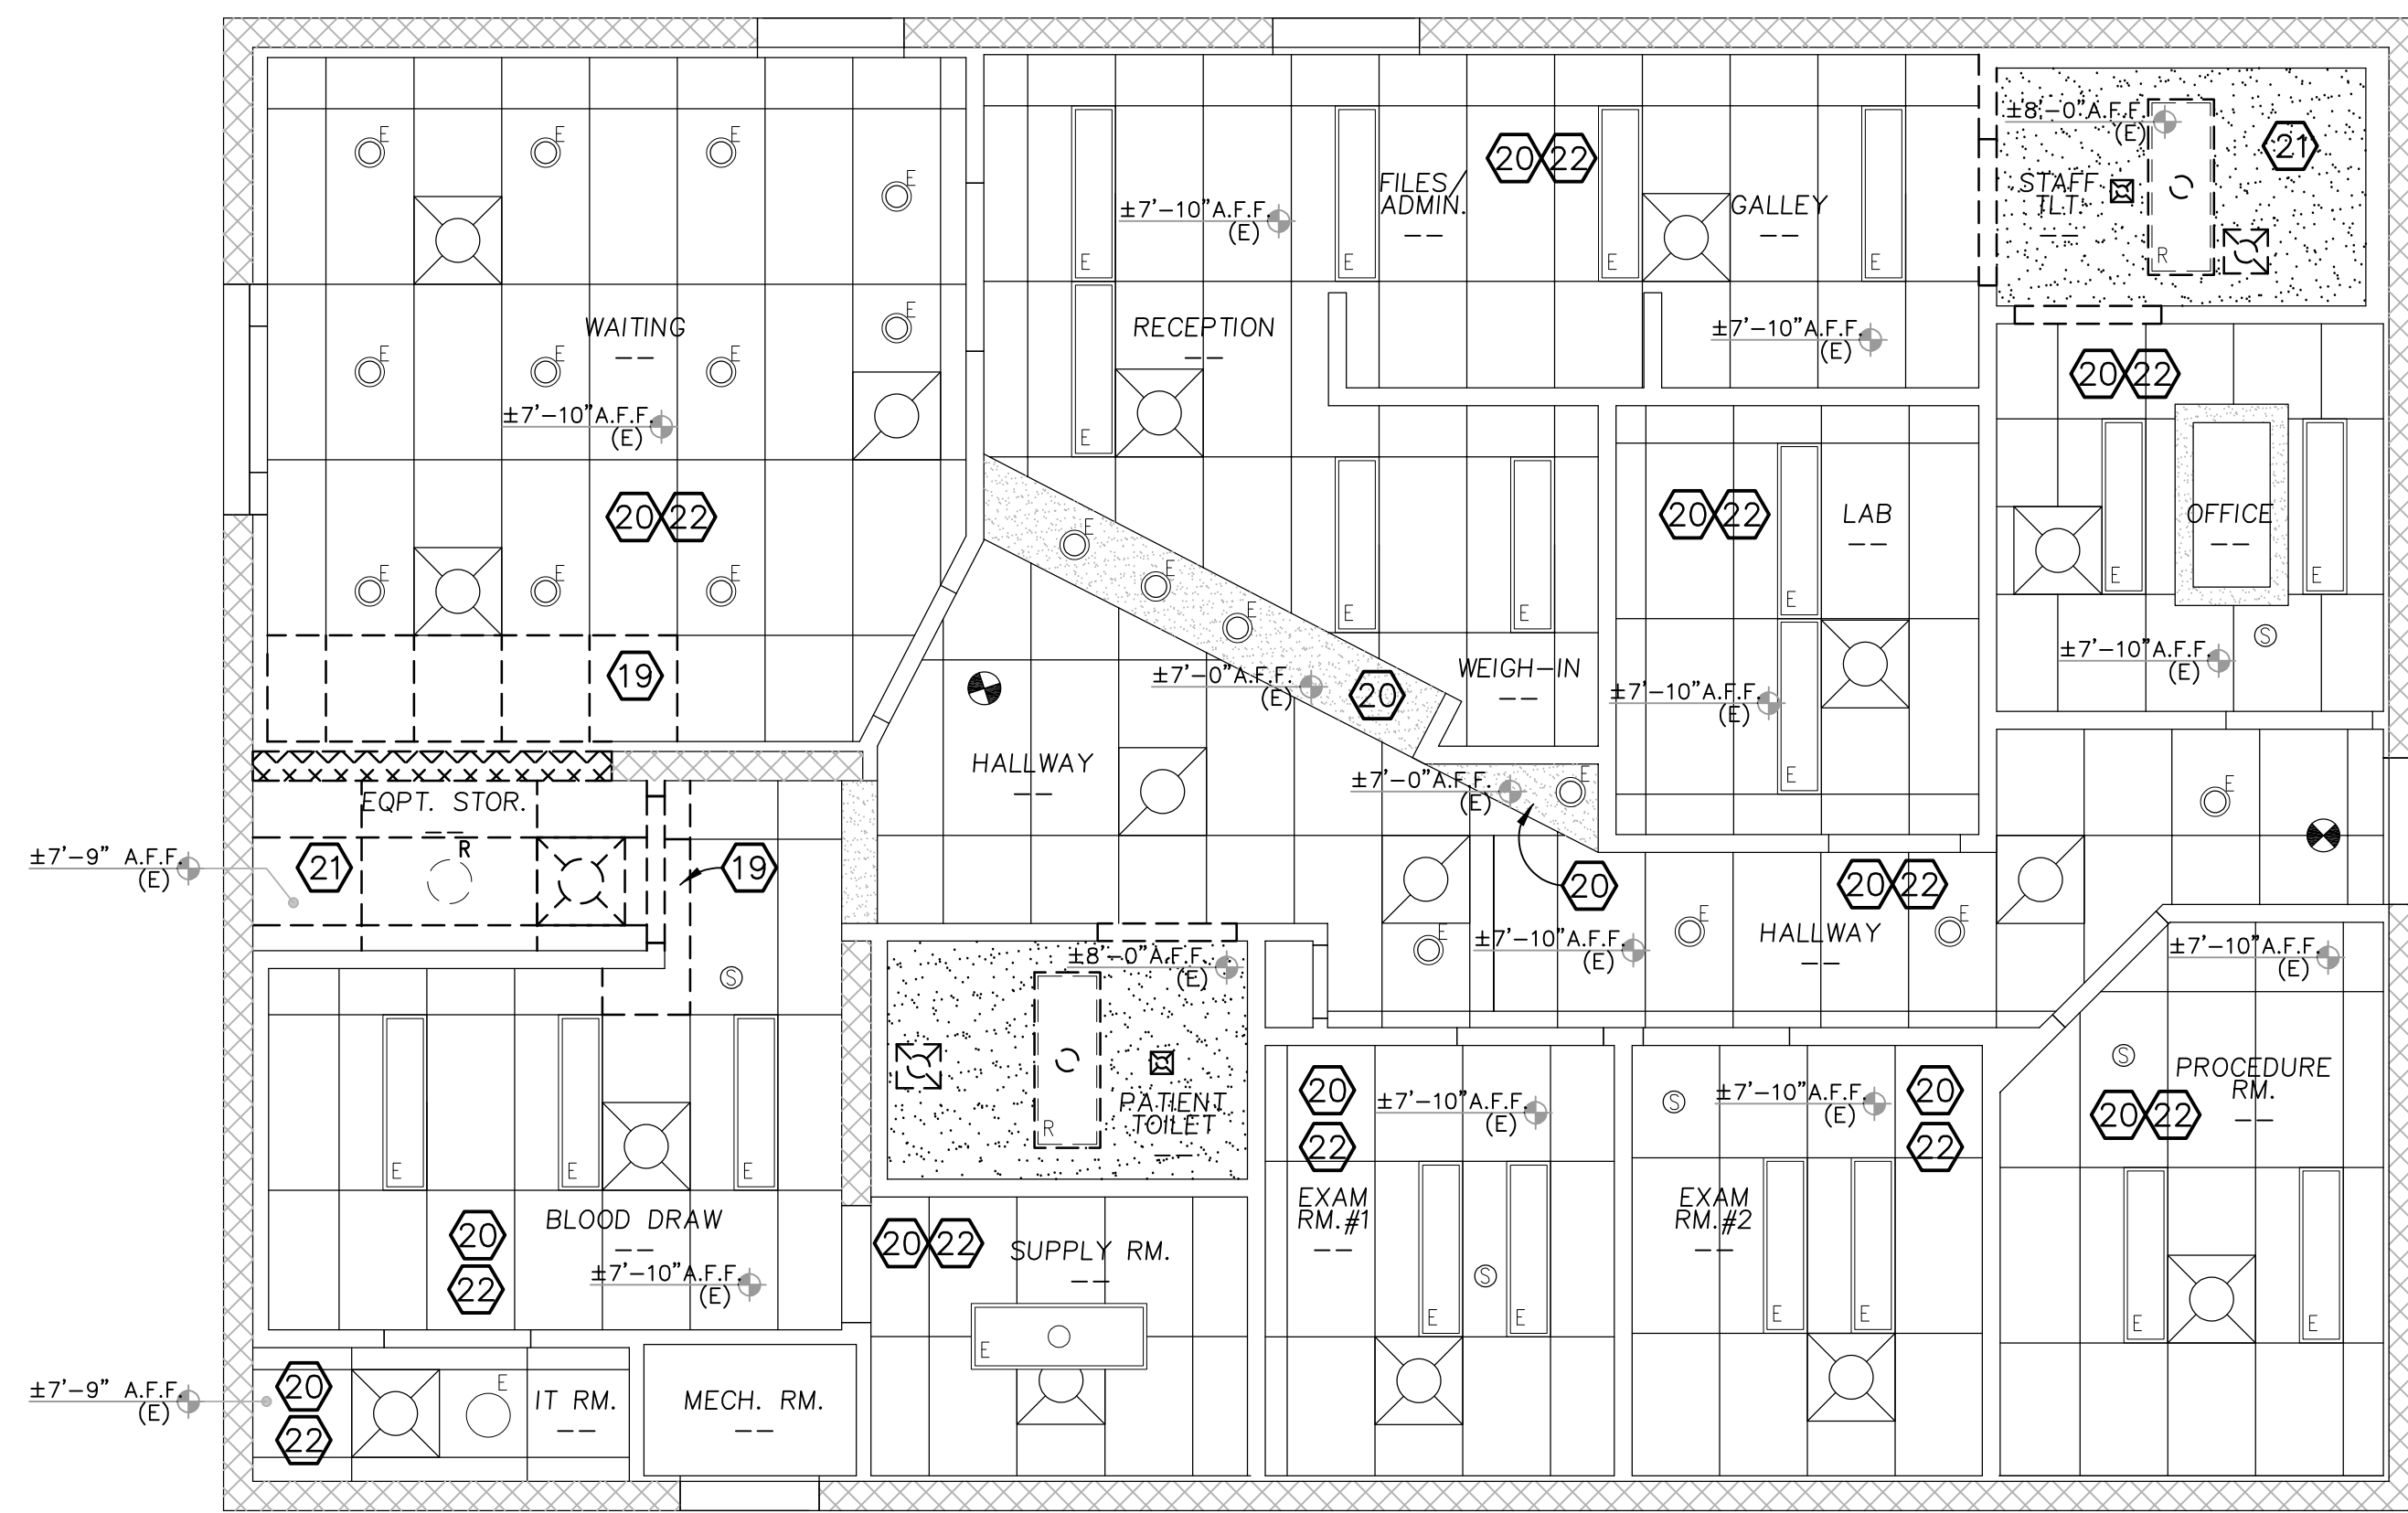 E E E E
20 22
±8'-0"A.F.F.
(E)
21
FILES/
ADMIN.
--
GALLEY
--
STAFF
TLT.
--
±7'-10"A.F.F.
(E)
E E E E
R
WAITING
--
E
RECEPTION
--
±7'-10"A.F.F.
(E)
E E E
E
20 22
±7'-10"A.F.F.
(E)
20 22
20 22
LAB
--
OFFICE
--
E E E
E E E
E E
E
E E
S
19
±7'-0"A.F.F.
(E)
20
WEIGH-IN
--
±7'-10"A.F.F.
(E)
±7'-10"A.F.F.
(E)
HALLWAY
--
±7'-0"A.F.F.
(E)
E
E
E
EQPT. STOR.
--
R
±7'-9" A.F.F.
(E)
21
19
20
20 22
E
±7'-10"A.F.F.
(E)
E
HALLWAY
--
E
±7'-10"A.F.F.
(E)
S
±8'-0"A.F.F.
(E)
PATIENT
TOILET
--
R
20
22
±7'-10"A.F.F.
(E)
S
±7'-10"A.F.F.
(E)
20
22
S
PROCEDURE
RM.
--
20 22
E E E
BLOOD DRAW
--
20
22
±7'-10"A.F.F.
(E)
20 22
SUPPLY RM.
--
E
EXAM
RM.#1
--
S
E E
EXAM
RM.#2
--
E E
E E
±7'-9" A.F.F.
(E)
20
22
E
IT RM.
--
MECH. RM.
--